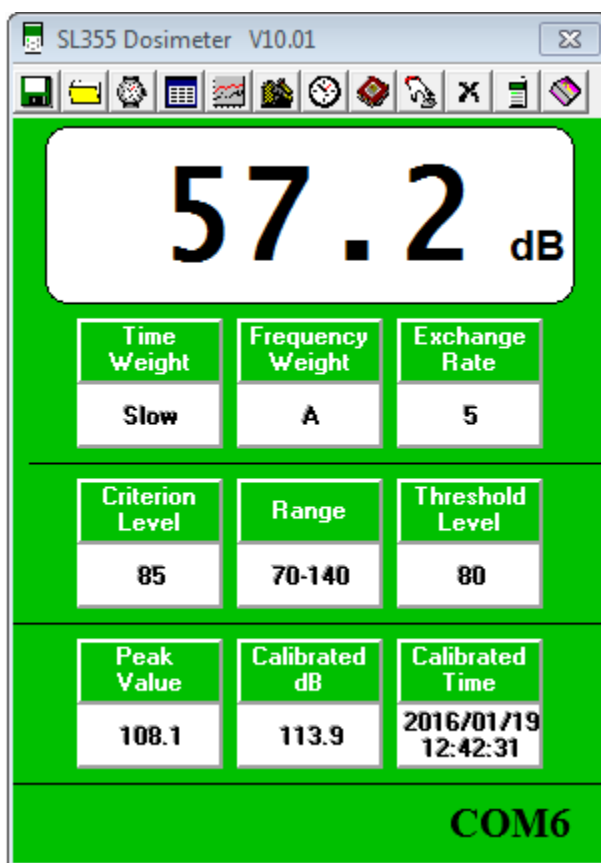 SL355 Dosimeter V10.01
57.2 dB
Time Weight
Frequency Weight
Exchange Rate
Slow
A
5
Criterion Level
Range
Threshold Level
85
70-140
80
Peak Value
Calibrated dB
Calibrated Time
108.1
113.9
2016/01/19
12:42:31
COM6